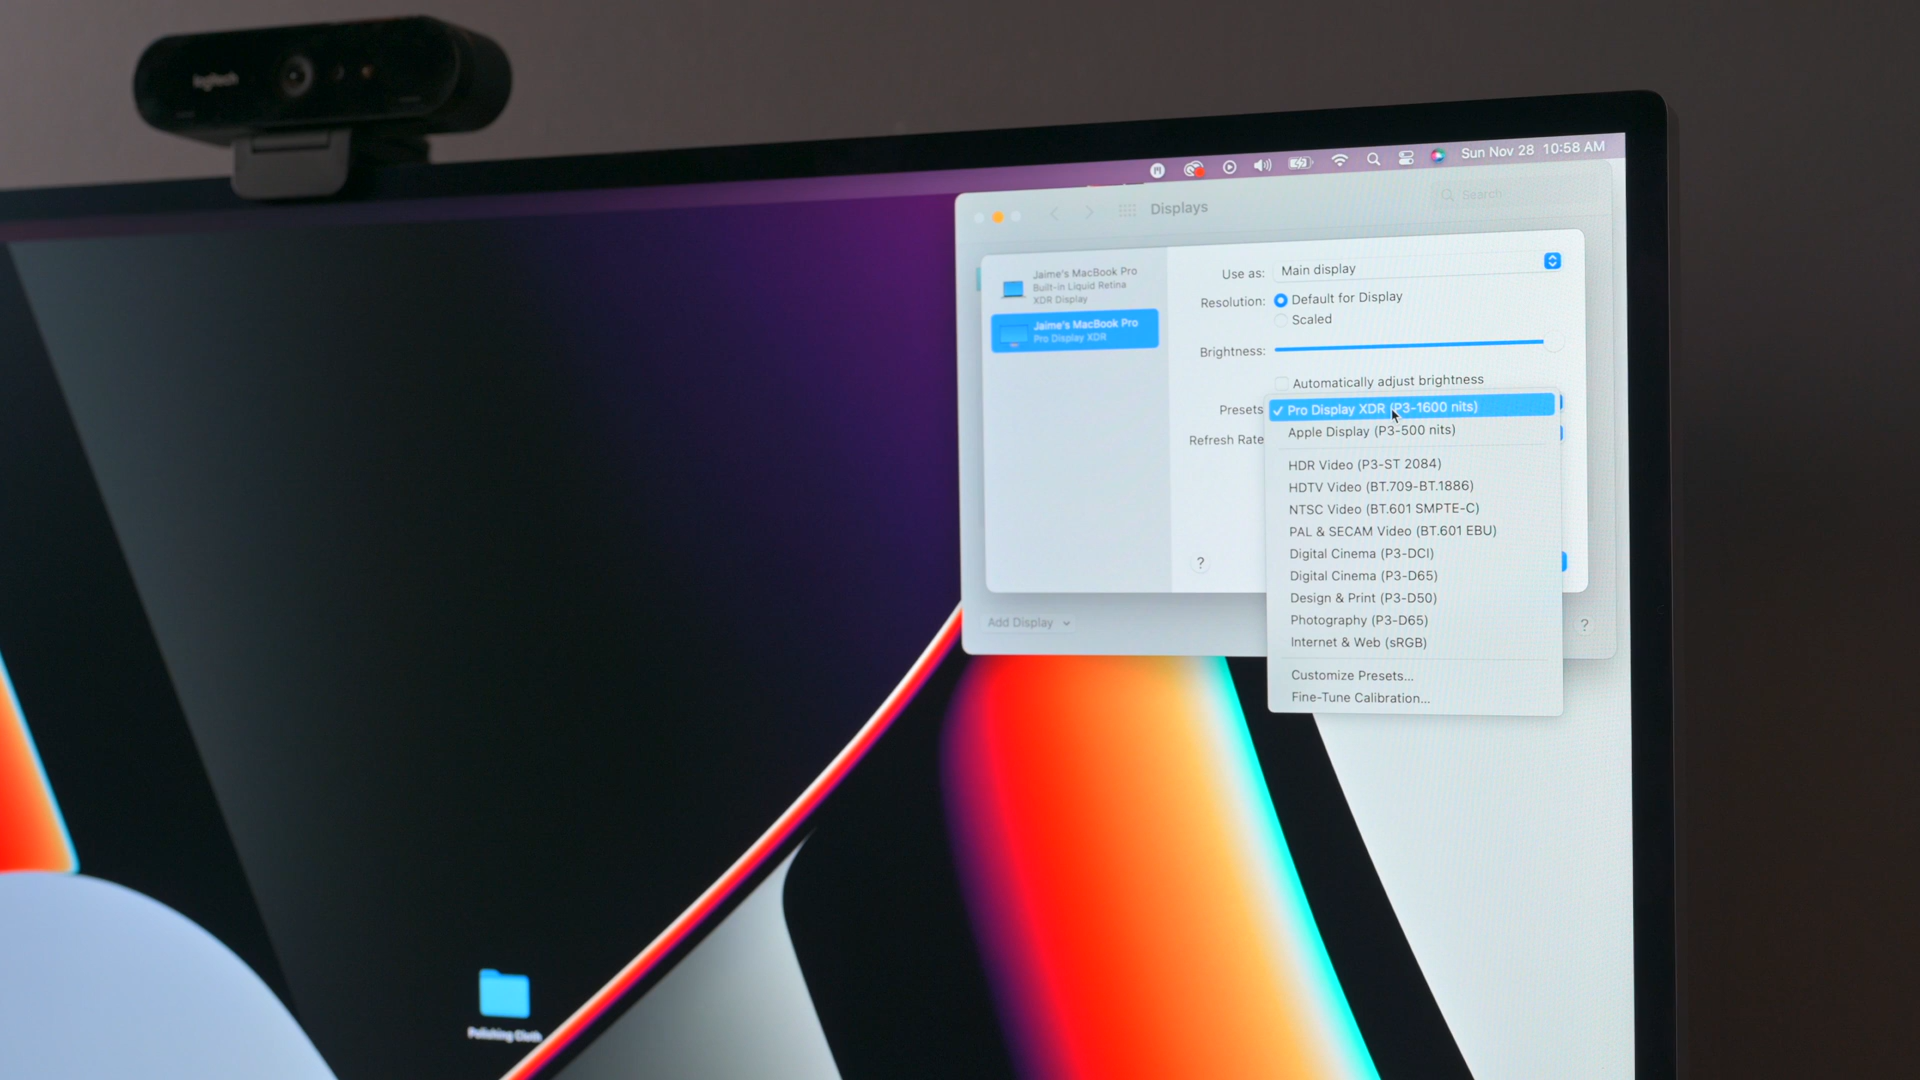 logitech
Sun Nov 28 10:58 AM
Displays
Search
Jaime's MacBook Pro
Built-in Liquid Retina
XDR Display
Jaime's MacBook Pro
Pro Display XDR
Use as: Main display
Resolution: Default for Display
Scaled
Brightness:
Automatically adjust brightness
Presets
✓ Pro Display XDR (P3-1600 nits)
Apple Display (P3-500 nits)
Refresh Rate
HDR Video (P3-ST 2084)
HDTV Video (BT.709-BT.1886)
NTSC Video (BT.601 SMPTE-C)
PAL & SECAM Video (BT.601 EBU)
Digital Cinema (P3-DCI)
Digital Cinema (P3-D65)
Design & Print (P3-D50)
Photography (P3-D65)
Internet & Web (sRGB)
Customize Presets...
Fine-Tune Calibration...
?
Add Display
?
Polishing Cloth